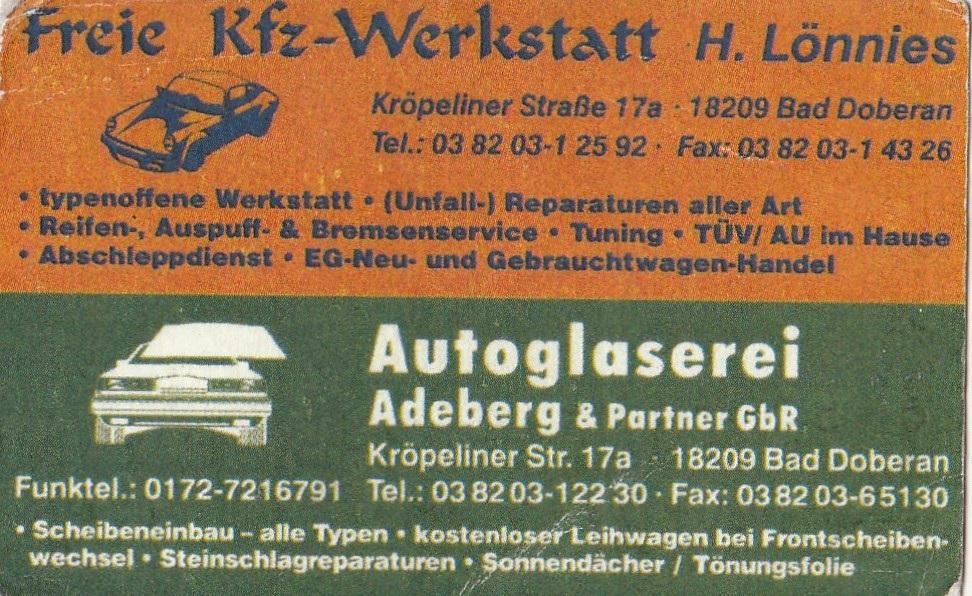 Freie Kfz-Werkstatt H. Lönnies
Kröpeliner Straße 17a · 18209 Bad Doberan
Tel.: 03 82 03-1 25 92 · Fax: 03 82 03-1 43 26
• typenoffene Werkstatt • (Unfall-) Reparaturen aller Art
• Reifen-, Auspuff- & Bremsenservice • Tuning • TÜV/ AU im Hause
• Abschleppdienst • EG-Neu- und Gebrauchtwagen-Handel
Autoglaserei
Adeberg & Partner GbR
Kröpeliner Str. 17a · 18209 Bad Doberan
Funktel.: 0172-7216791 Tel.: 03 82 03-122 30 · Fax: 03 82 03-6 51 30
• Scheibeneinbau – alle Typen • kostenloser Leihwagen bei Frontscheiben-
wechsel • Steinschlagreparaturen • Sonnendächer / Tönungsfolie